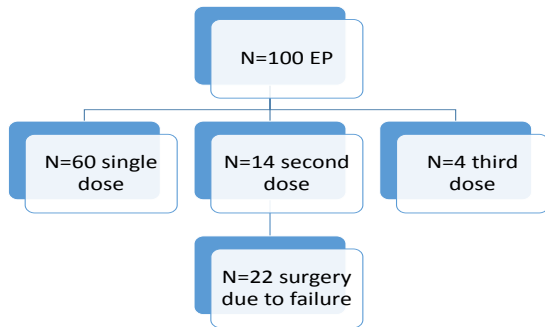 N=100 EP
N=60 single
dose
N=14 second
dose
N=4 third
dose
N=22 surgery
due to failure